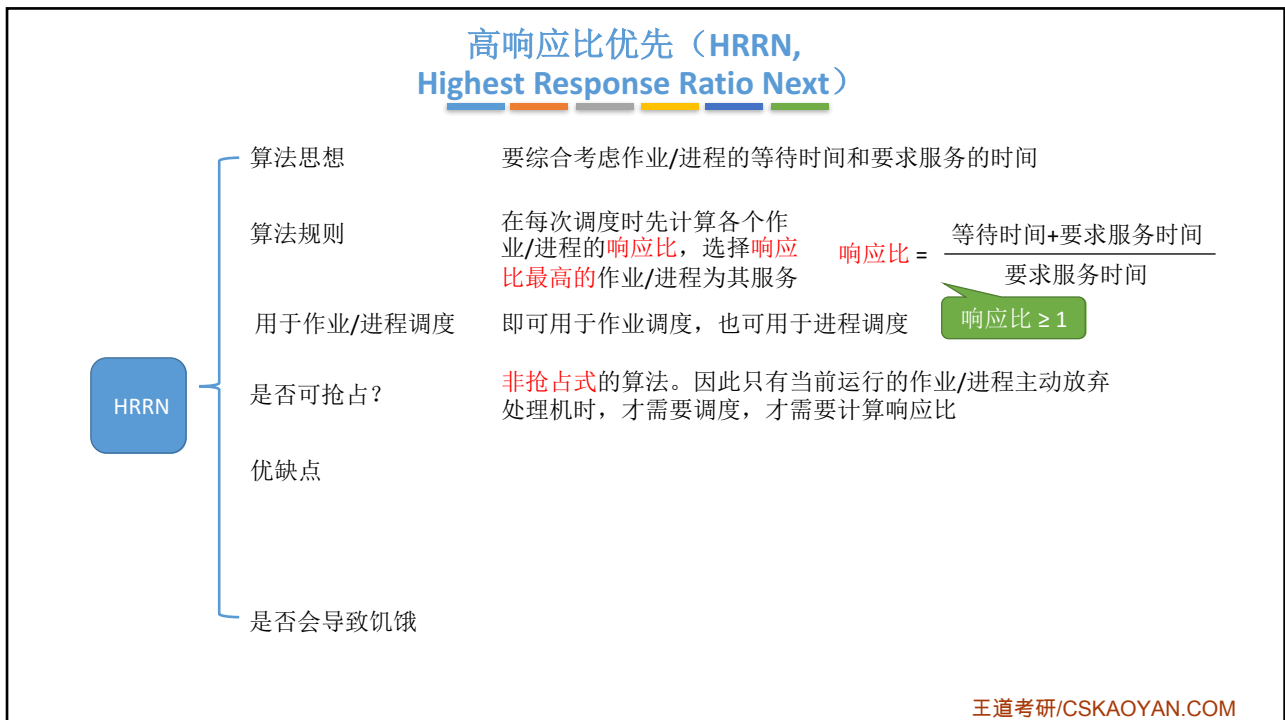 高响应比优先（HRRN,
Highest Response Ratio Next）
算法思想
要综合考虑作业/进程的等待时间和要求服务的时间
算法规则
在每次调度时先计算各个作
业/进程的响应比，选择响应
比最高的作业/进程为其服务
响应比 =
等待时间+要求服务时间
要求服务时间
响应比 ≥ 1
用于作业/进程调度
即可用于作业调度，也可用于进程调度
HRRN
是否可抢占？
非抢占式的算法。因此只有当前运行的作业/进程主动放弃
处理机时，才需要调度，才需要计算响应比
优缺点
是否会导致饥饿
王道考研/CSKAOYAN.COM